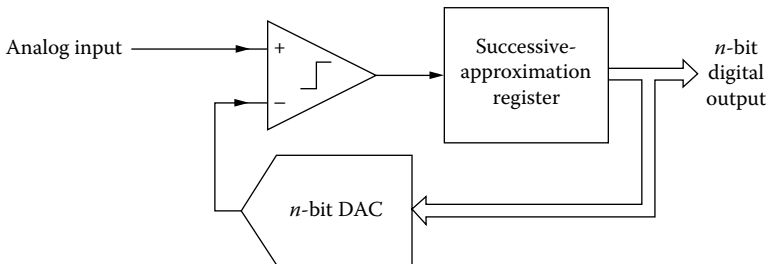 Analog input
+
−
Successive-
approximation
register
n-bit
digital
output
n-bit DAC